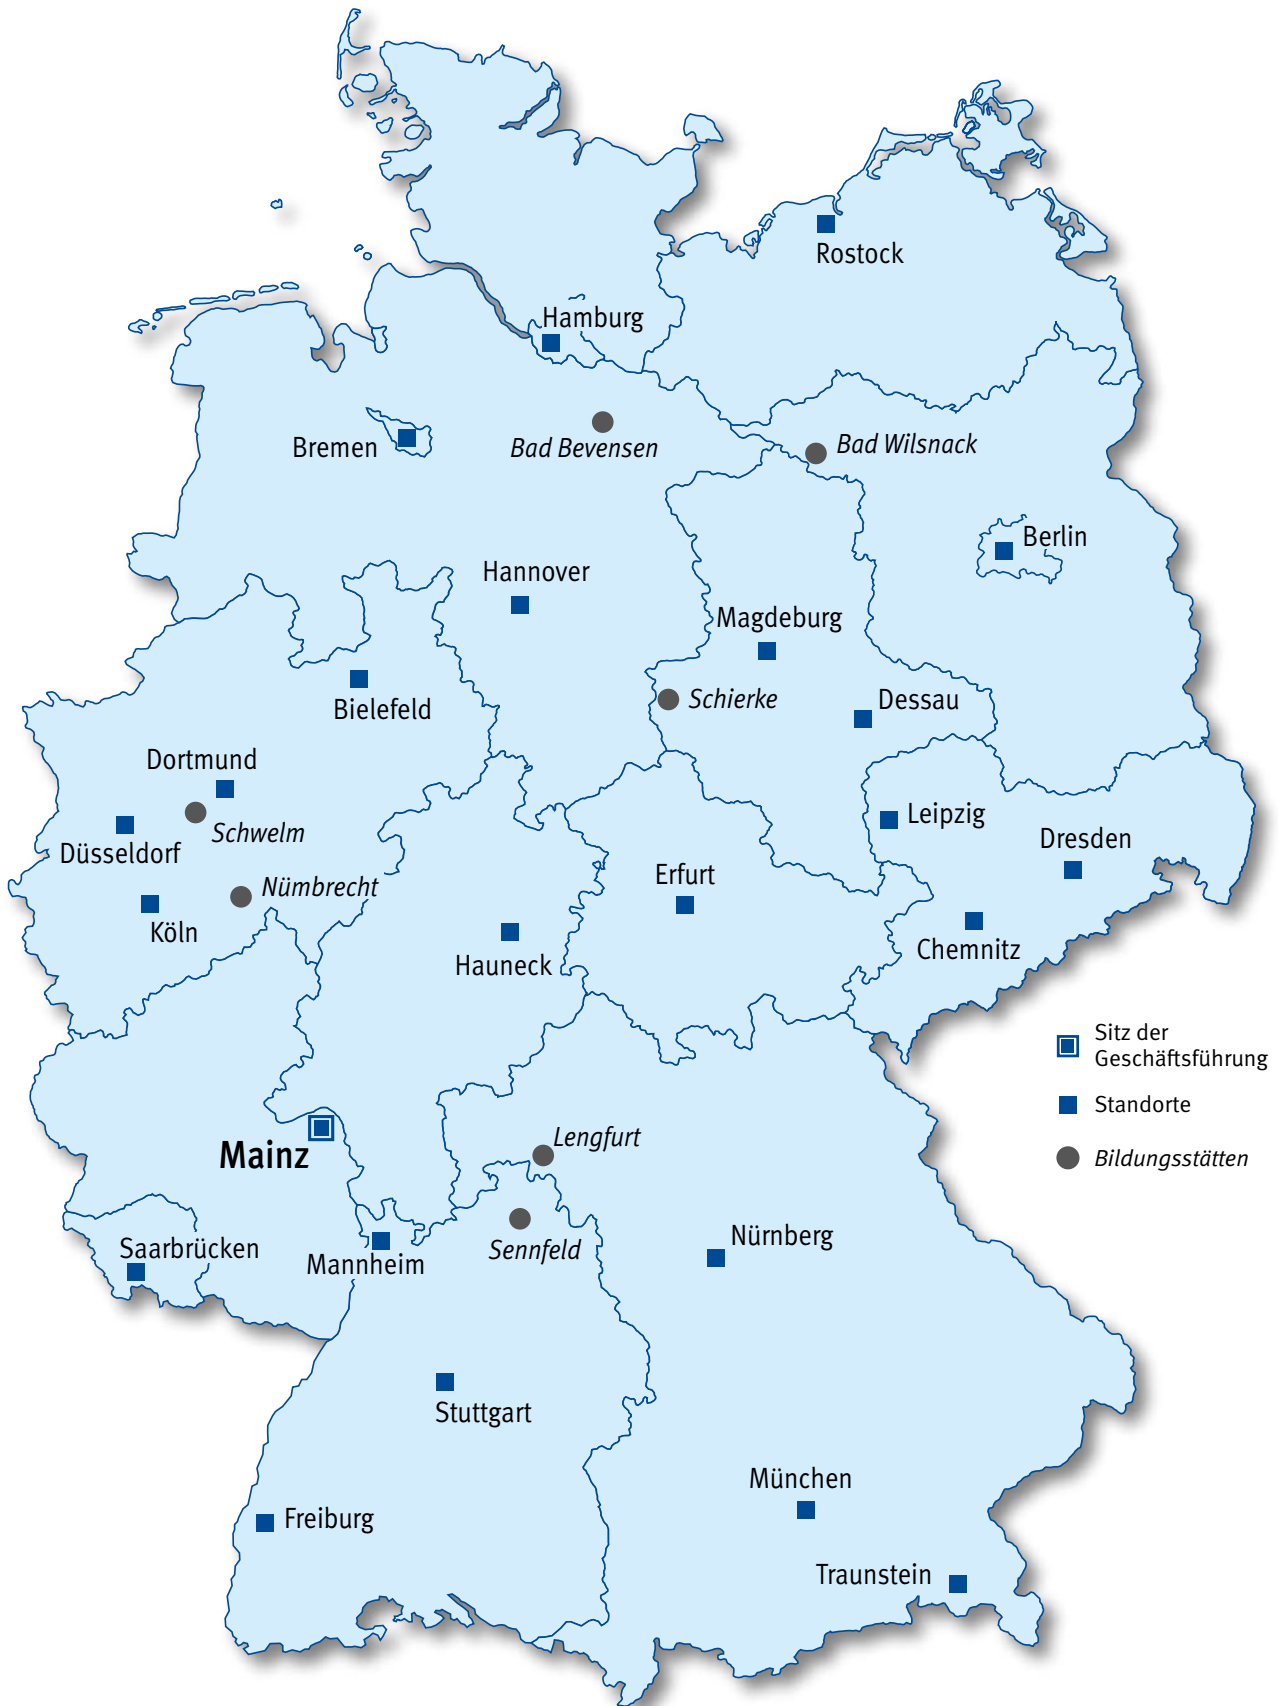 Rostock
Hamburg
Bremen
Bad Bevensen
Bad Wilsnack
Berlin
Hannover
Magdeburg
Schierke
Dessau
Bielefeld
Dortmund
Schwelm
Düsseldorf
Leipzig
Dresden
Nümbrecht
Erfurt
Köln
Hauneck
Chemnitz
Sitz der
Geschäftsführung
Standorte
Bildungsstätten
Lengfurt
Mainz
Saarbrücken
Mannheim
Sennfeld
Nürnberg
Stuttgart
München
Freiburg
Traunstein